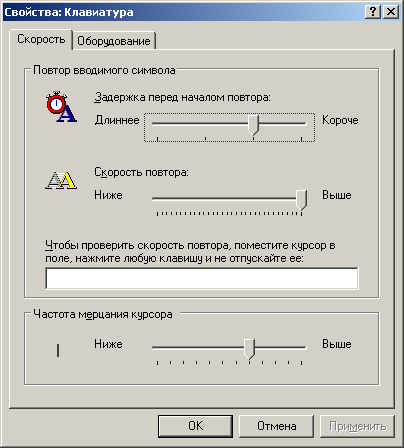 Свойства: Клавиатура
Скорость Оборудование
Повтор вводимого символа
Задержка перед началом повтора:
Длиннее Короче
Скорость повтора:
Ниже Выше
Чтобы проверить скорость повтора, поместите курсор в
поле, нажмите любую клавишу и не отпускайте ее:
Частота мерцания курсора
Ниже Выше
ОК Отмена Применить